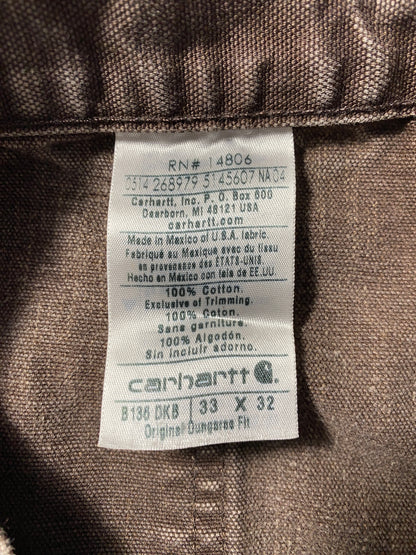 RN# 14806
0514 268979 5145607 NA 04
Carhartt, Inc. P. O. Box 600
Dearborn, MI 48121 USA
carhartt.com
Made in Mexico of U.S.A. fabric.
Fabriqué au Mexique avec du tissu
en provenance des ÉTATS-UNIS.
Hecho en México con tela de EE.UU.
100% Cotton.
Exclusive of Trimming.
100% Coton.
Sans garniture.
100% Algodón.
Sin incluir adorno.
carhartt
B136 DKB 33 X 32
Original Dungaree Fit